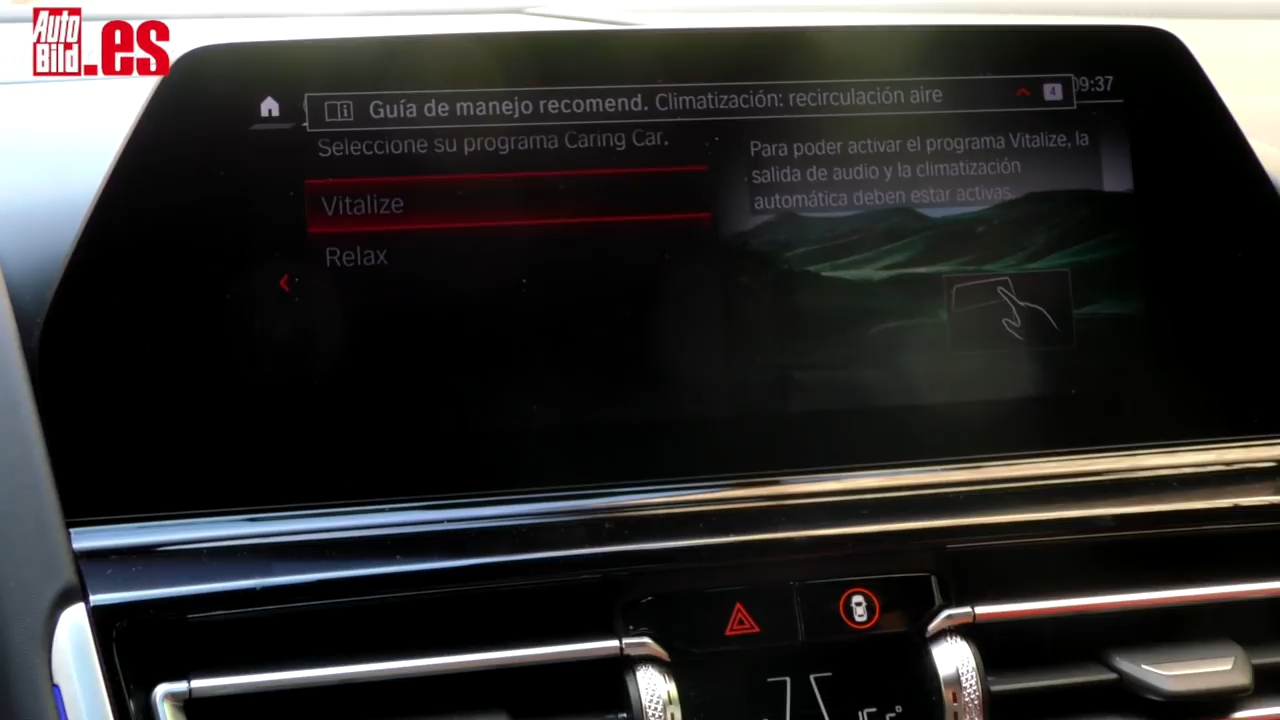 Auto
Bild .es
Guía de manejo recomend. Climatización: recirculación aire
4
09:37
Seleccione su programa Caring Car.
Vitalize
Relax
Para poder activar el programa Vitalize, la
salida de audio y la climatización
automática deben estar activas.